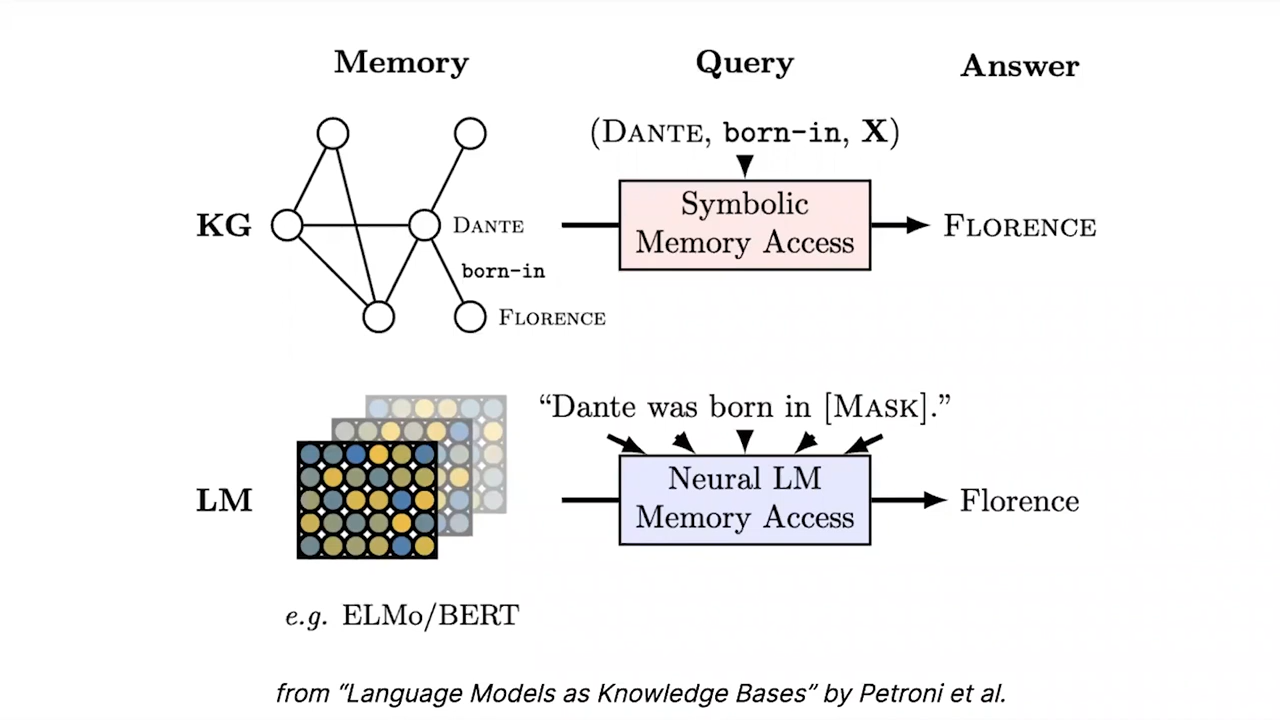 Memory
Query
Answer
KG
DANTE
born-in
FLORENCE
(DANTE, born-in, X)
Symbolic
Memory Access
FLORENCE
LM
“Dante was born in [MASK].”
Neural LM
Memory Access
Florence
e.g. ELMo/BERT
from “Language Models as Knowledge Bases” by Petroni et al.